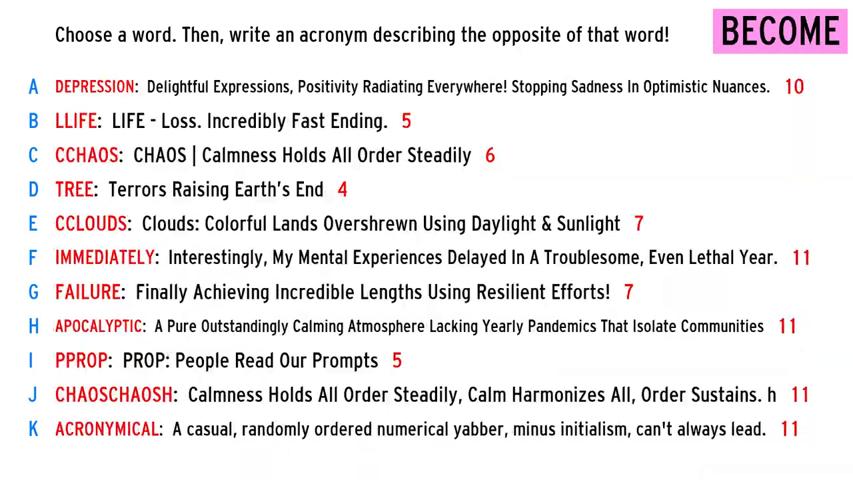 Choose a word. Then, write an acronym describing the opposite of that word!
BECOME
A DEPRESSION: Delightful Expressions, Positivity Radiating Everywhere! Stopping Sadness In Optimistic Nuances. 10
B LLIFE: LIFE - Loss. Incredibly Fast Ending. 5
C CCHAOS: CHAOS | Calmness Holds All Order Steadily 6
D TREE: Terrors Raising Earth's End 4
E CCLOUDS: Clouds: Colorful Lands Overshrewn Using Daylight & Sunlight 7
F IMMEDIATELY: Interestingly, My Mental Experiences Delayed In A Troublesome, Even Lethal Year. 11
G FAILURE: Finally Achieving Incredible Lengths Using Resilient Efforts! 7
H APOCALYPTIC: A Pure Outstandingly Calming Atmosphere Lacking Yearly Pandemics That Isolate Communities 11
I PPROP: PROP: People Read Our Prompts 5
J CHAOSCHAOSH: Calmness Holds All Order Steadily, Calm Harmonizes All, Order Sustains. h 11
K ACRONYMICAL: A casual, randomly ordered numerical yabber, minus initialism, can't always lead. 11